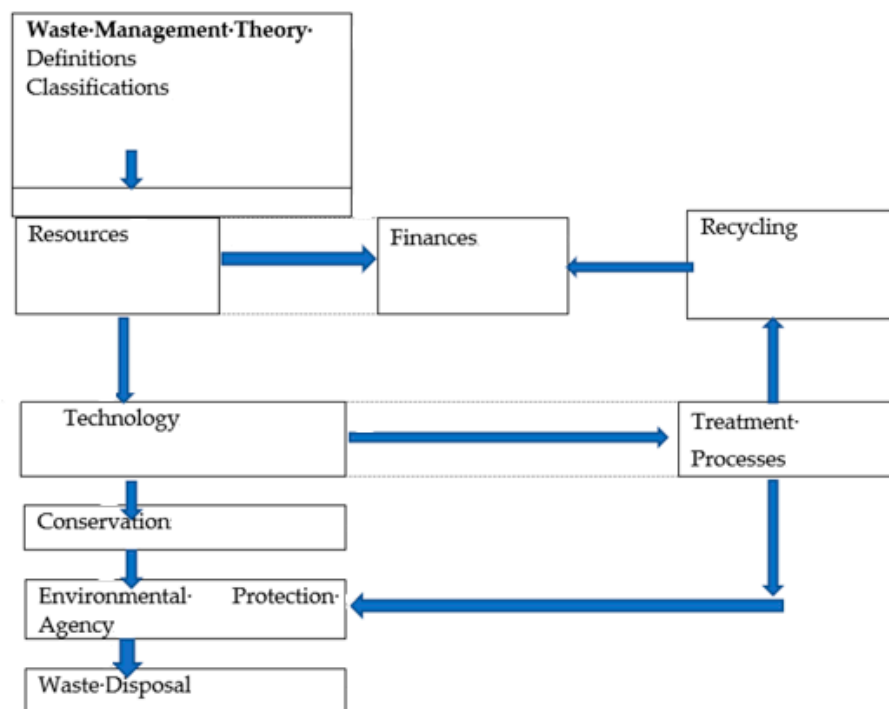 Waste·Management·Theory·
Definitions
Classifications
Resources
Finances
Recycling
Technology
Treatment·
Processes
Conservation
Environmental· Protection·
Agency
Waste·Disposal